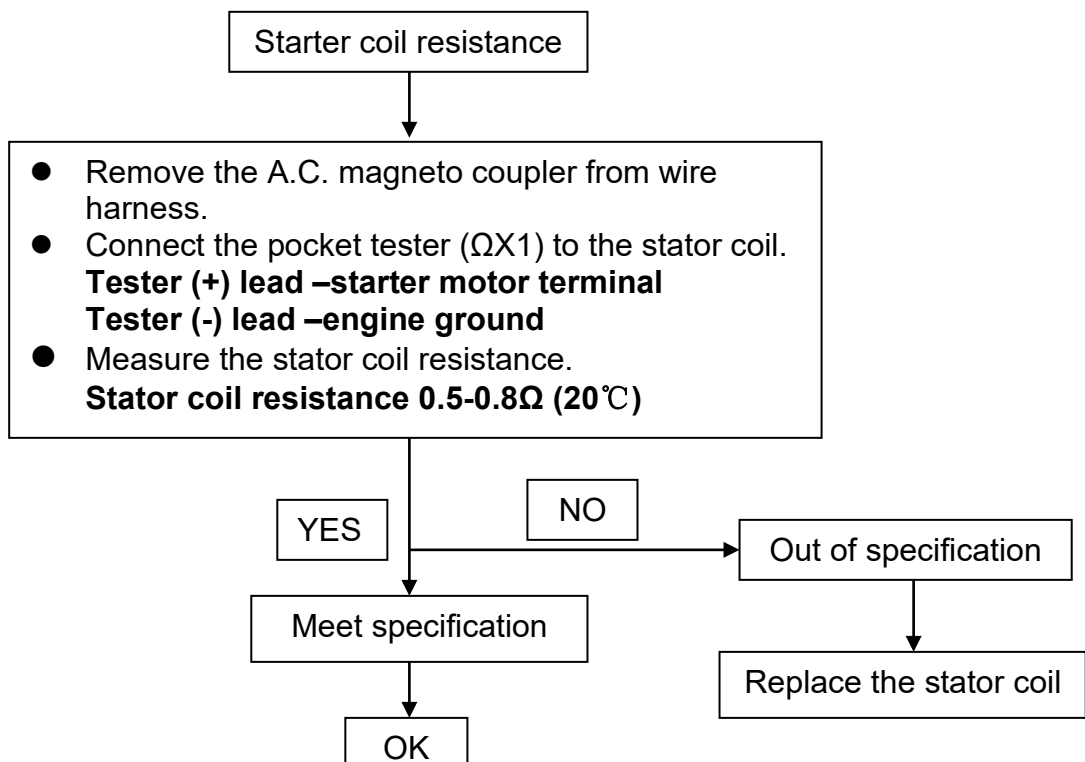 Starter coil resistance
● Remove the A.C. magneto coupler from wire
harness.
● Connect the pocket tester (ΩX1) to the stator coil.
Tester (+) lead –starter motor terminal
Tester (-) lead –engine ground
● Measure the stator coil resistance.
Stator coil resistance 0.5-0.8Ω (20℃)
YES
NO
Out of specification
Meet specification
Replace the stator coil
OK